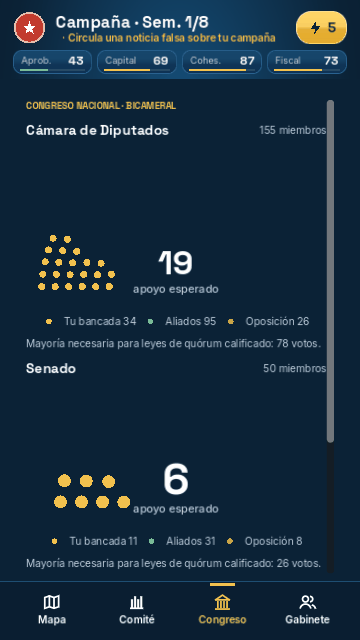 Campaña · Sem. 1/8
· Circula una noticia falsa sobre tu campaña
5
Aprob. 43
Capital 69
Cohes. 87
Fiscal 73
CONGRESO NACIONAL · BICAMERAL
Cámara de Diputados 155 miembros
19
apoyo esperado
Tu bancada 34 Aliados 95 Oposición 26
Mayoría necesaria para leyes de quórum calificado: 78 votos.
Senado 50 miembros
6
apoyo esperado
Tu bancada 11 Aliados 31 Oposición 8
Mayoría necesaria para leyes de quórum calificado: 26 votos.
Mapa Comité Congreso Gabinete